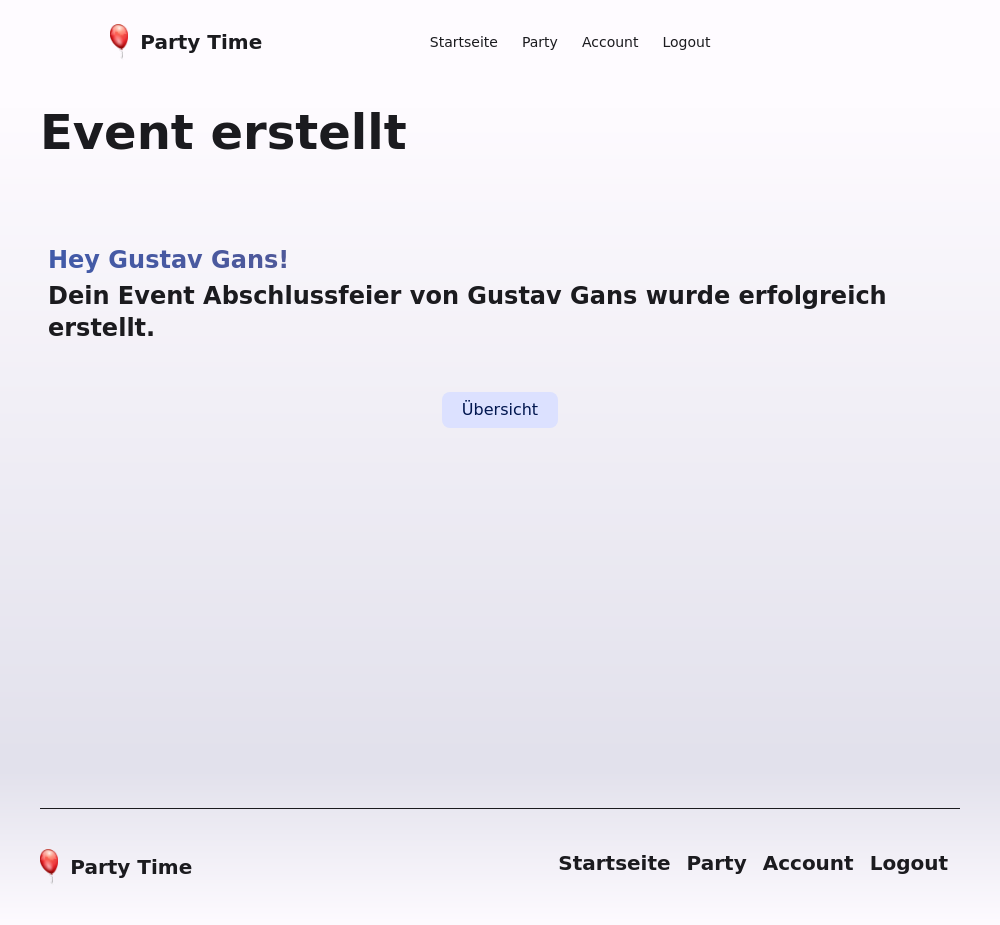 Party Time
Startseite Party Account Logout
Event erstellt
Hey Gustav Gans!
Dein Event Abschlussfeier von Gustav Gans wurde erfolgreich
erstellt.
Übersicht
Party Time
Startseite Party Account Logout